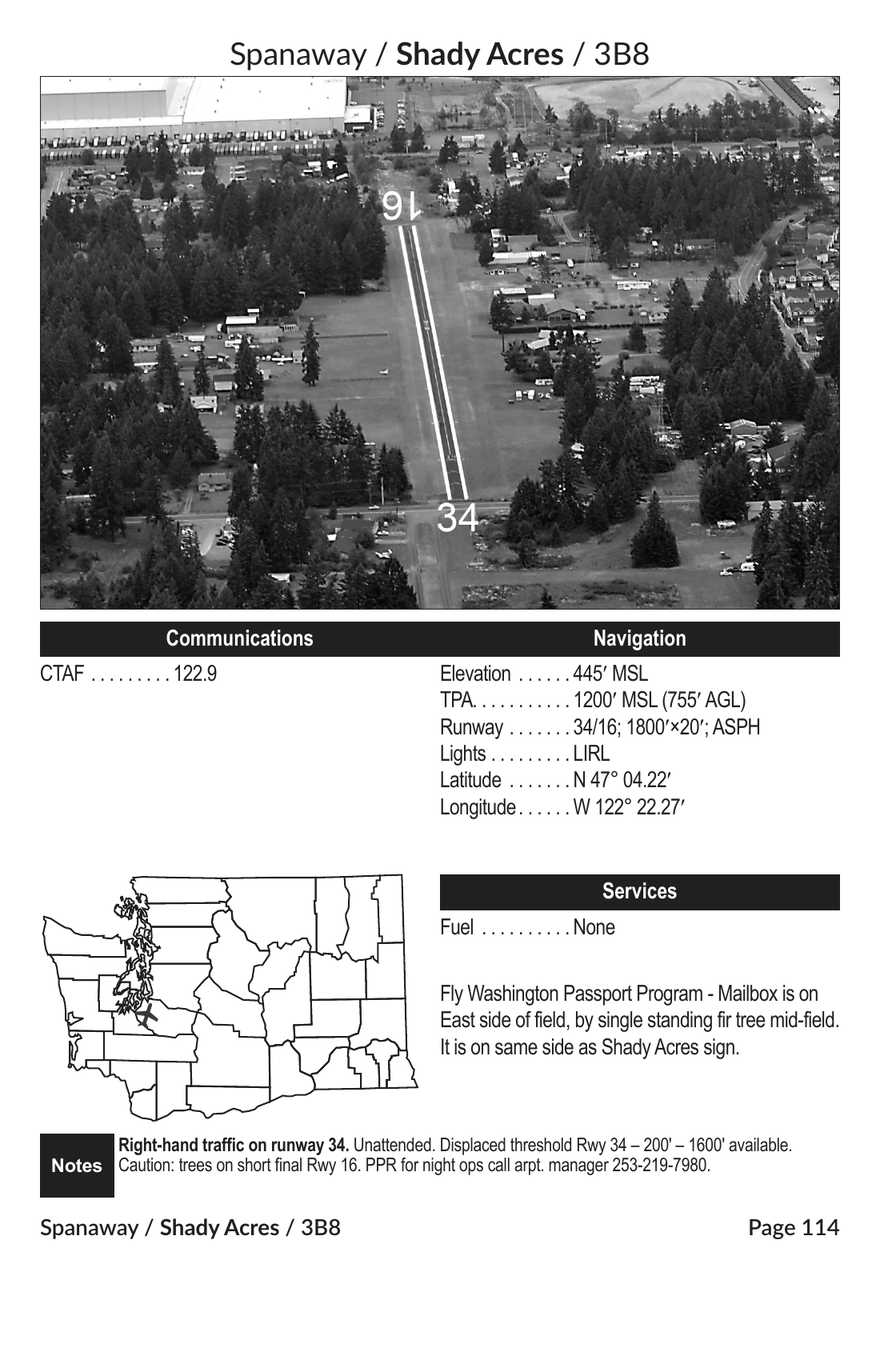 Spanaway / Shady Acres / 3B8
16
34
Communications
CTAF . . . . . . . . . 122.9
Navigation
Elevation . . . . . . 445′ MSL
TPA. . . . . . . . . . . 1200′ MSL (755′ AGL)
Runway . . . . . . . 34/16; 1800′×20′; ASPH
Lights . . . . . . . . . LIRL
Latitude . . . . . . . N 47° 04.22′
Longitude . . . . . . W 122° 22.27′
Services
Fuel . . . . . . . . . . None
Fly Washington Passport Program - Mailbox is on
East side of field, by single standing fir tree mid-field.
It is on same side as Shady Acres sign.
Notes
Right-hand traffic on runway 34. Unattended. Displaced threshold Rwy 34 – 200' – 1600' available.
Caution: trees on short final Rwy 16. PPR for night ops call arpt. manager 253-219-7980.
Spanaway / Shady Acres / 3B8
Page 114